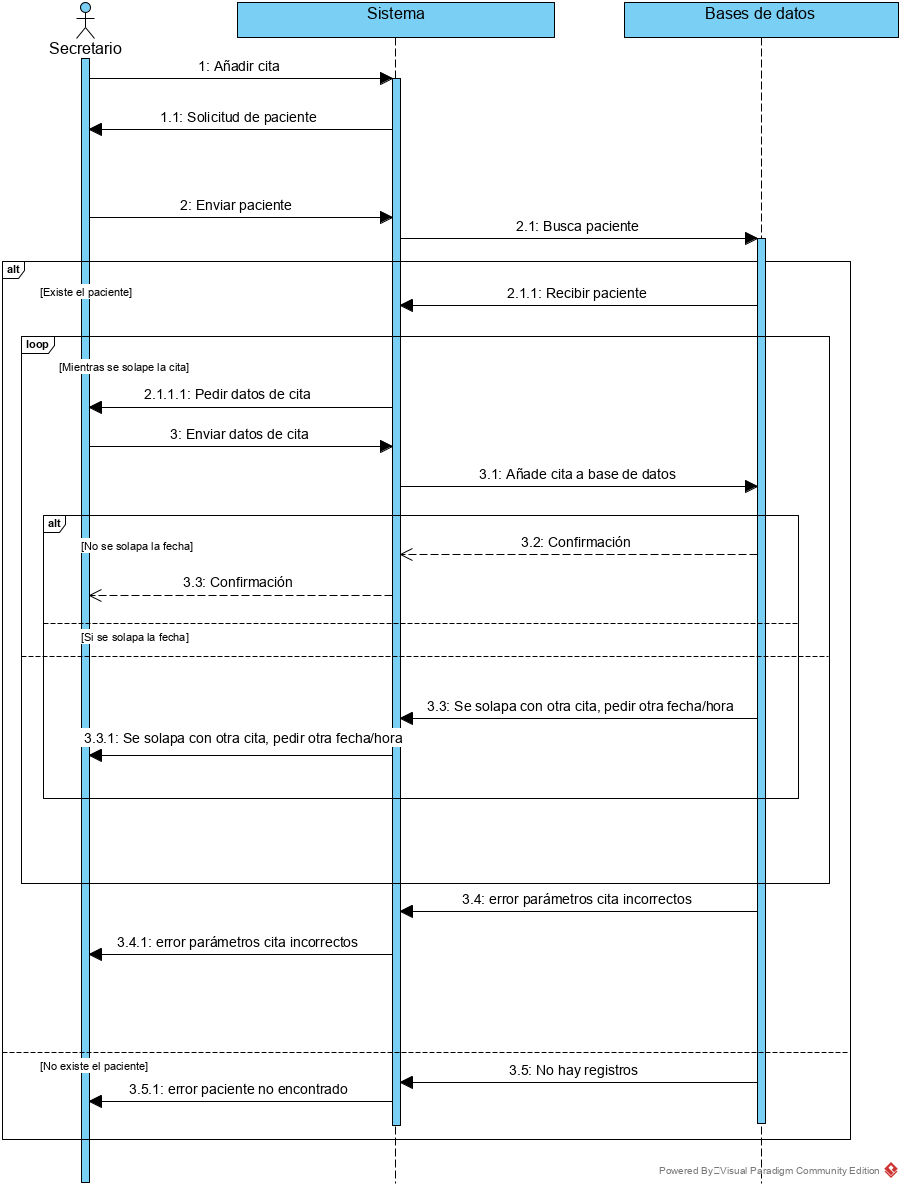 Sistema
Bases de datos
Secretario
1: Añadir cita
1.1: Solicitud de paciente
2: Enviar paciente
2.1: Busca paciente
alt
[Existe el paciente]
2.1.1: Recibir paciente
loop
[Mientras se solape la cita]
2.1.1.1: Pedir datos de cita
3: Enviar datos de cita
3.1: Añade cita a base de datos
alt
[No se solapa la fecha]
3.2: Confirmación
3.3: Confirmación
[Si se solapa la fecha]
3.3: Se solapa con otra cita, pedir otra fecha/hora
3.3.1: Se solapa con otra cita, pedir otra fecha/hora
3.4: error parámetros cita incorrectos
3.4.1: error parámetros cita incorrectos
[No existe el paciente]
3.5: No hay registros
3.5.1: error paciente no encontrado
Powered By Visual Paradigm Community Edition